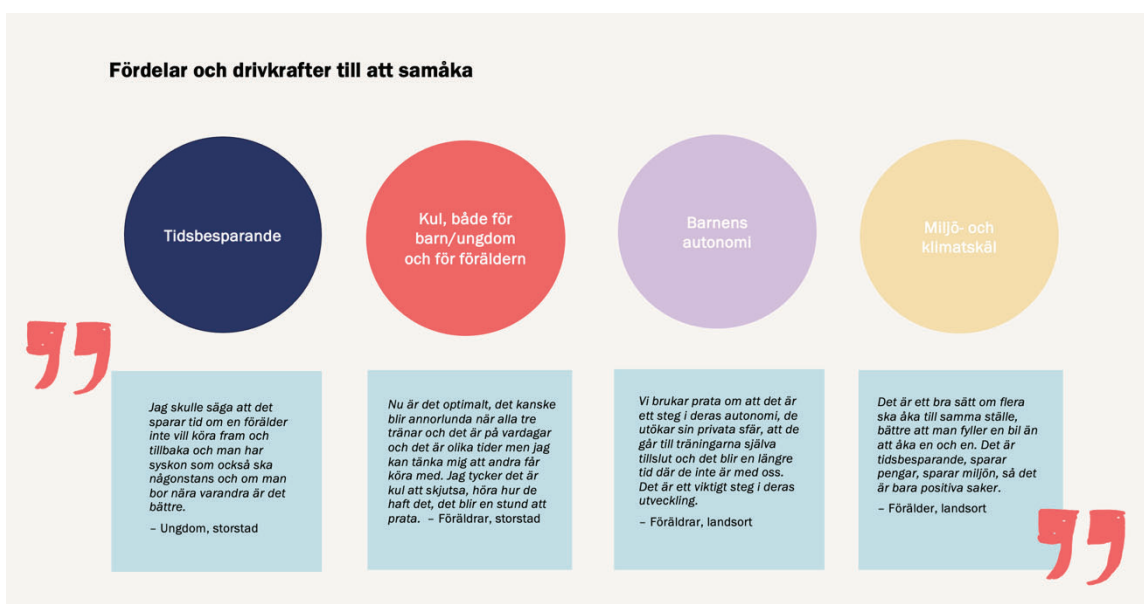 Fördelar och drivkrafter till att samåka
Tidsbesparande
Kul, både för
barn/ungdom
och för föräldern
Barnens
autonomi
Miljö- och
klimatskäl
Jag skulle säga att det
sparar tid om en förälder
inte vill köra fram och
tillbaka och man har
syskon som också ska
någonstans och om man
bor nära varandra är det
bättre.
– Ungdom, storstad
Nu är det optimalt, det kanske
blir annorlunda när alla tre
tränar och det är på vardagar
och det är olika tider men jag
kan tänka mig att andra får
köra med. Jag tycker det är
kul att skjutsa, höra hur de
haft det, det blir en stund att
prata. – Föräldrar, storstad
Vi brukar prata om att det är
ett steg i deras autonomi, de
utökar sin privata sfär, att de
går till träningarna själva
tillslut och det blir en längre
tid där de inte är med oss.
Det är ett viktigt steg i deras
utveckling.
– Föräldrar, landsort
Det är ett bra sätt om flera
ska åka till samma ställe,
bättre att man fyller en bil än
att åka en och en. Det är
tidsbesparande, sparar
pengar, sparar miljön, så det
är bara positiva saker.
– Förälder, landsort